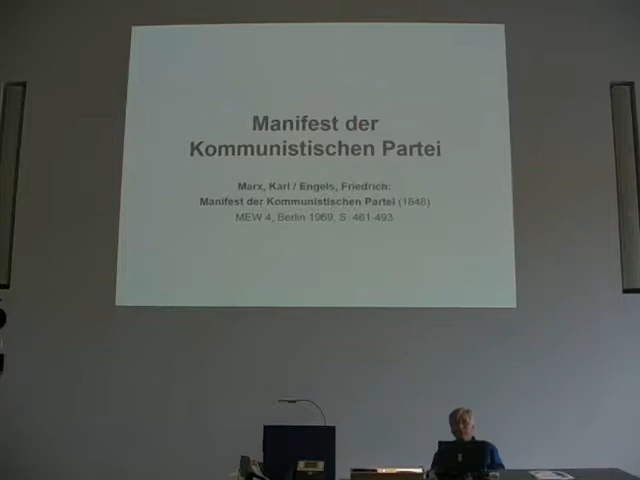 Manifest der
Kommunistischen Partei
Marx, Karl / Engels, Friedrich:
Manifest der Kommunistischen Partei (1848)
MEW 4, Berlin 1969, S. 461-493